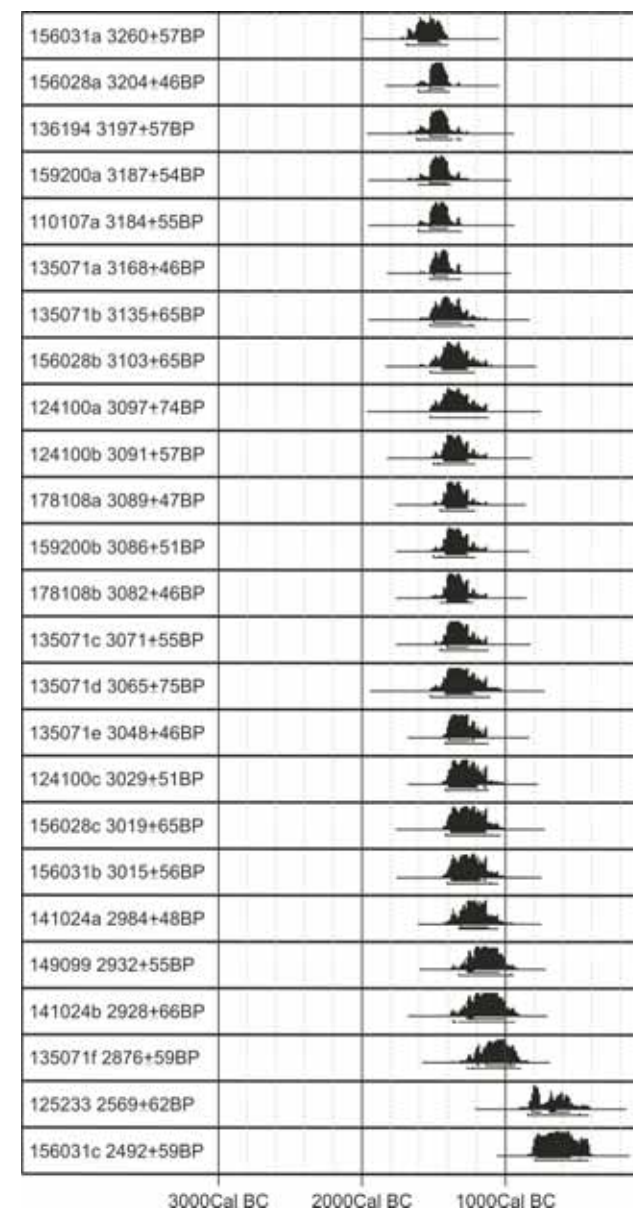 156031a 3260+57BP
156028a 3204+46BP
136194 3197+57BP
159200a 3187+54BP
110107a 3184+55BP
135071a 3168+46BP
135071b 3135+65BP
156028b 3103+65BP
124100a 3097+74BP
124100b 3091+57BP
178108a 3089+47BP
159200b 3086+51BP
178108b 3082+46BP
135071c 3071+55BP
135071d 3065+75BP
135071e 3048+46BP
124100c 3029+51BP
156028c 3019+65BP
156031b 3015+56BP
141024a 2984+48BP
149099 2932+55BP
141024b 2928+66BP
135071f 2876+59BP
125233 2569+62BP
156031c 2492+59BP
3000Cal BC 2000Cal BC 1000Cal BC